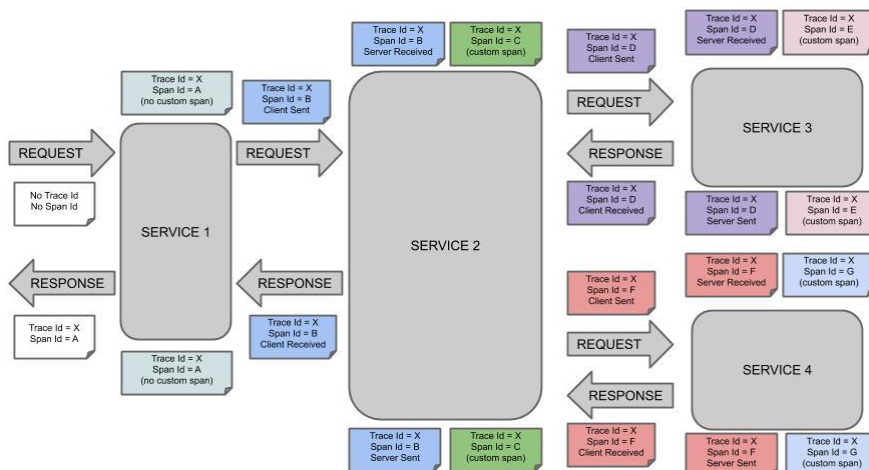 Trace Id = X
Span Id = B
Server Received
Trace Id = X
Span Id = C
(custom span)
Trace Id = X
Span Id = D
Client Sent
Trace Id = X
Span Id = D
Server Received
Trace Id = X
Span Id = E
(custom span)
Trace Id = X
Span Id = A
(no custom span)
Trace Id = X
Span Id = B
Client Sent
REQUEST
REQUEST
REQUEST
RESPONSE
SERVICE 3
No Trace Id
No Span Id
SERVICE 1
SERVICE 2
Trace Id = X
Span Id = D
Client Received
Trace Id = X
Span Id = D
Server Sent
Trace Id = X
Span Id = E
(custom span)
RESPONSE
RESPONSE
Trace Id = X
Span Id = F
Client Sent
Trace Id = X
Span Id = F
Server Received
Trace Id = X
Span Id = G
(custom span)
Trace Id = X
Span Id = A
Trace Id = X
Span Id = B
Client Received
REQUEST
RESPONSE
SERVICE 4
Trace Id = X
Span Id = A
(no custom span)
Trace Id = X
Span Id = B
Server Sent
Trace Id = X
Span Id = C
(custom span)
Trace Id = X
Span Id = F
Client Received
Trace Id = X
Span Id = F
Server Sent
Trace Id = X
Span Id = G
(custom span)